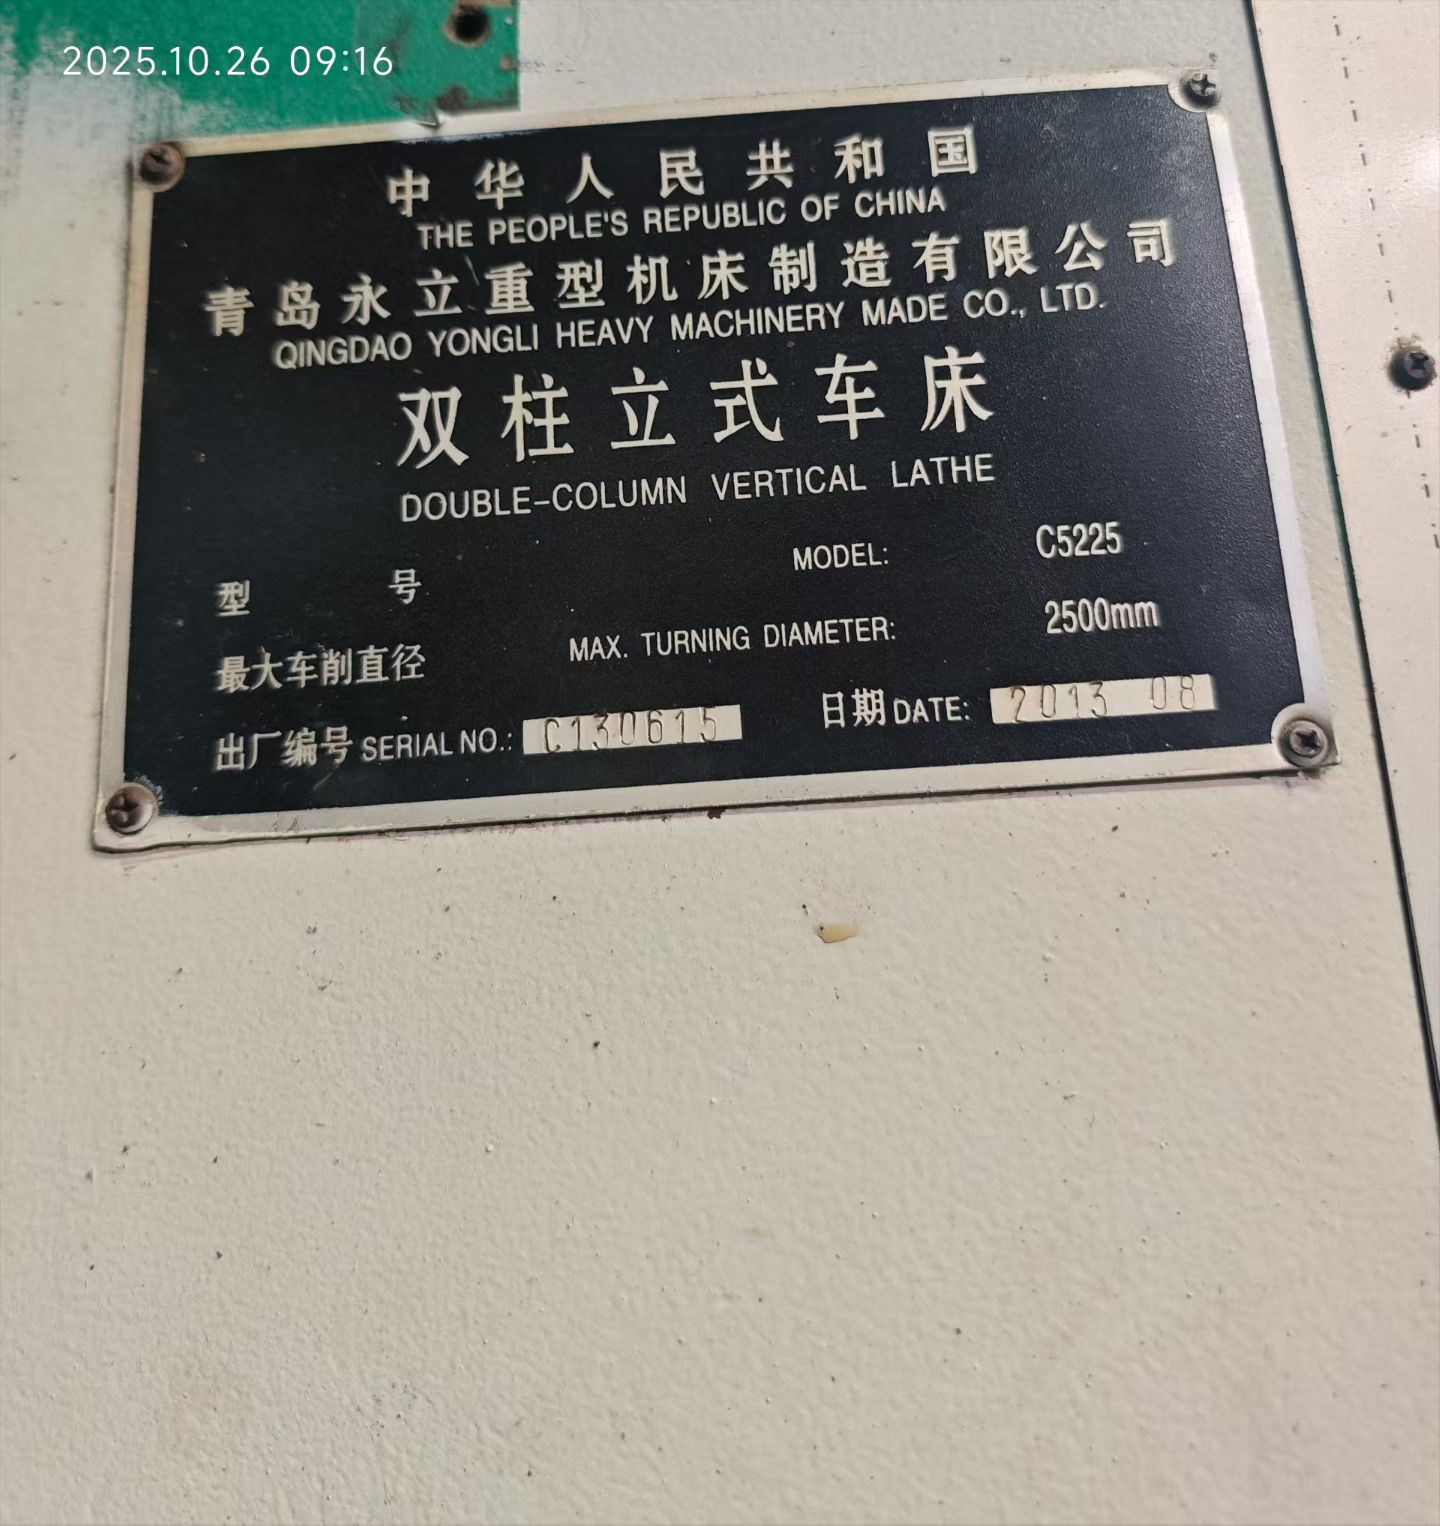 2025.10.26 09:16
中华人民共和国
THE PEOPLE'S REPUBLIC OF CHINA
青岛永立重型机床制造有限公司
QINGDAO YONGLI HEAVY MACHINERY MADE CO., LTD.
双柱立式车床
DOUBLE-COLUMN VERTICAL LATHE
型号 MODEL: C5225
最大车削直径 MAX. TURNING DIAMETER: 2500mm
出厂编号 SERIAL NO.: C130615 日期 DATE: 2013 08